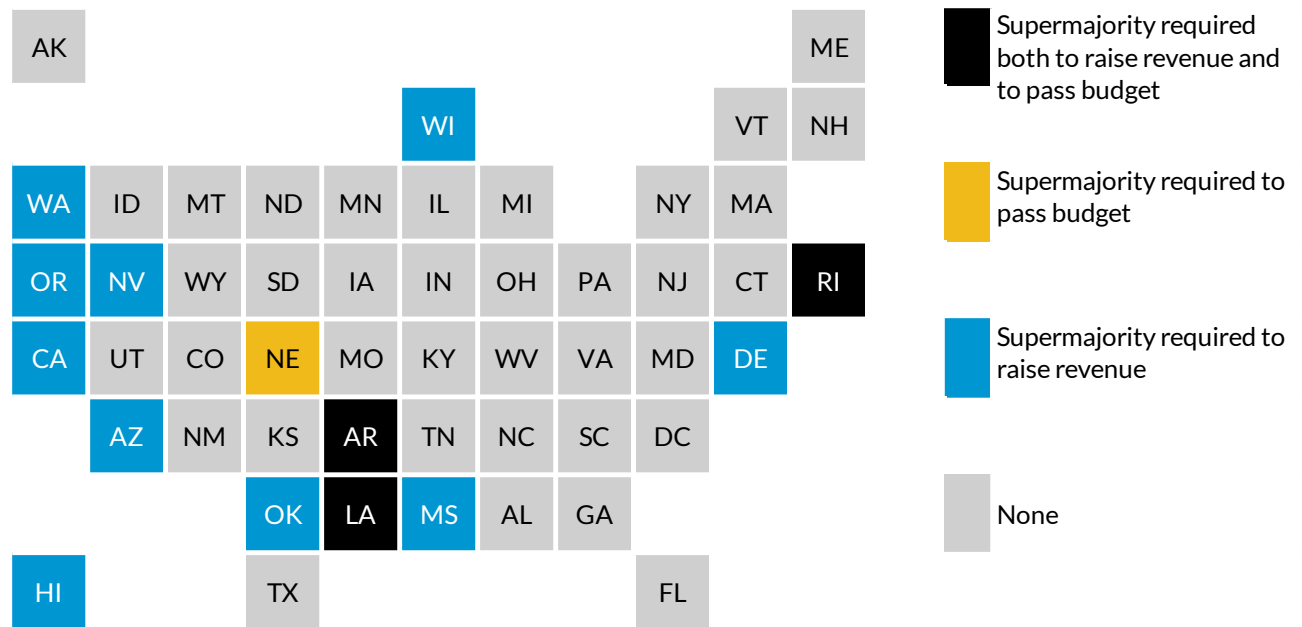 AK
ME
WI
VT
NH
WA
ID
MT
ND
MN
IL
MI
NY
MA
OR
NV
WY
SD
IA
IN
OH
PA
NJ
CT
RI
CA
UT
CO
NE
MO
KY
WV
VA
MD
DE
AZ
NM
KS
AR
TN
NC
SC
DC
OK
LA
MS
AL
GA
HI
TX
FL
Supermajority required
both to raise revenue and
to pass budget
Supermajority required to
pass budget
Supermajority required to
raise revenue
None